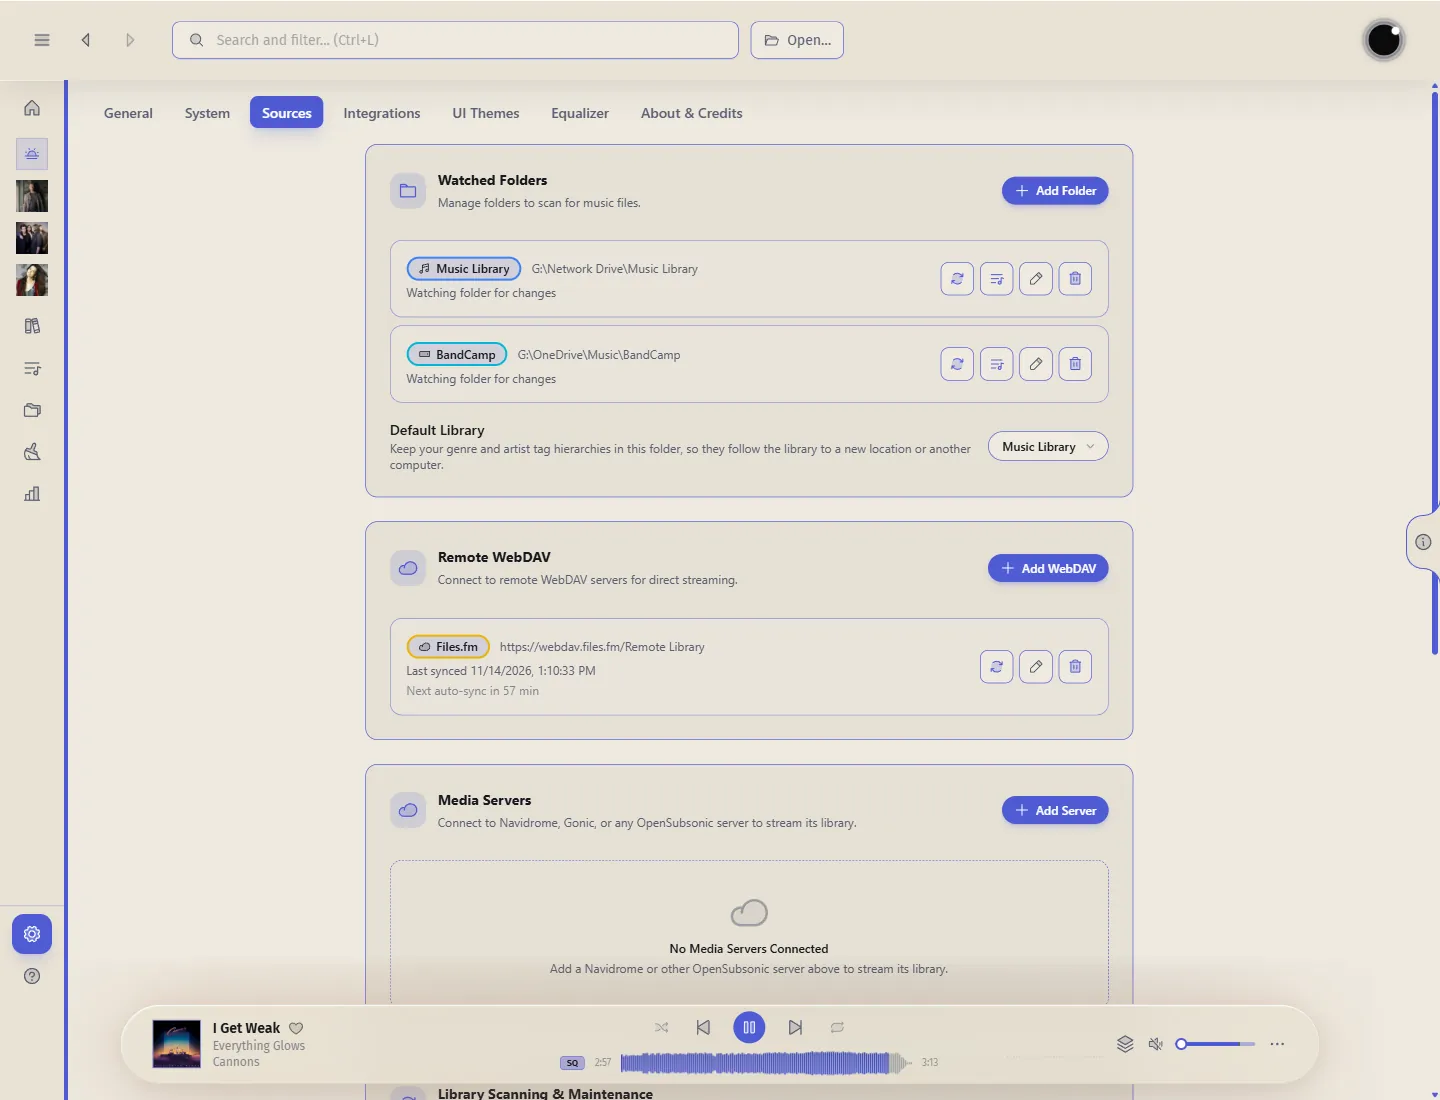 Search and filter... (Ctrl+L)
Open...
General
System
Sources
Integrations
UI Themes
Equalizer
About & Credits
Watched Folders
Manage folders to scan for music files.
Add Folder
Music Library
G:\Network Drive\Music Library
Watching folder for changes
BandCamp
G:\OneDrive\Music\BandCamp
Watching folder for changes
Default Library
Keep your genre and artist tag hierarchies in this folder, so they follow the library to a new location or another
computer.
Music Library
Remote WebDAV
Connect to remote WebDAV servers for direct streaming.
Add WebDAV
Files.fm
https://webdav.files.fm/Remote Library
Last synced 11/14/2026, 1:10:33 PM
Next auto-sync in 57 min
Media Servers
Connect to Navidrome, Gonic, or any OpenSubsonic server to stream its library.
Add Server
No Media Servers Connected
Add a Navidrome or other OpenSubsonic server above to stream its library.
I Get Weak
Everything Glows
Cannons
SQ
2:57
3:13
Library Scanning & Maintenance